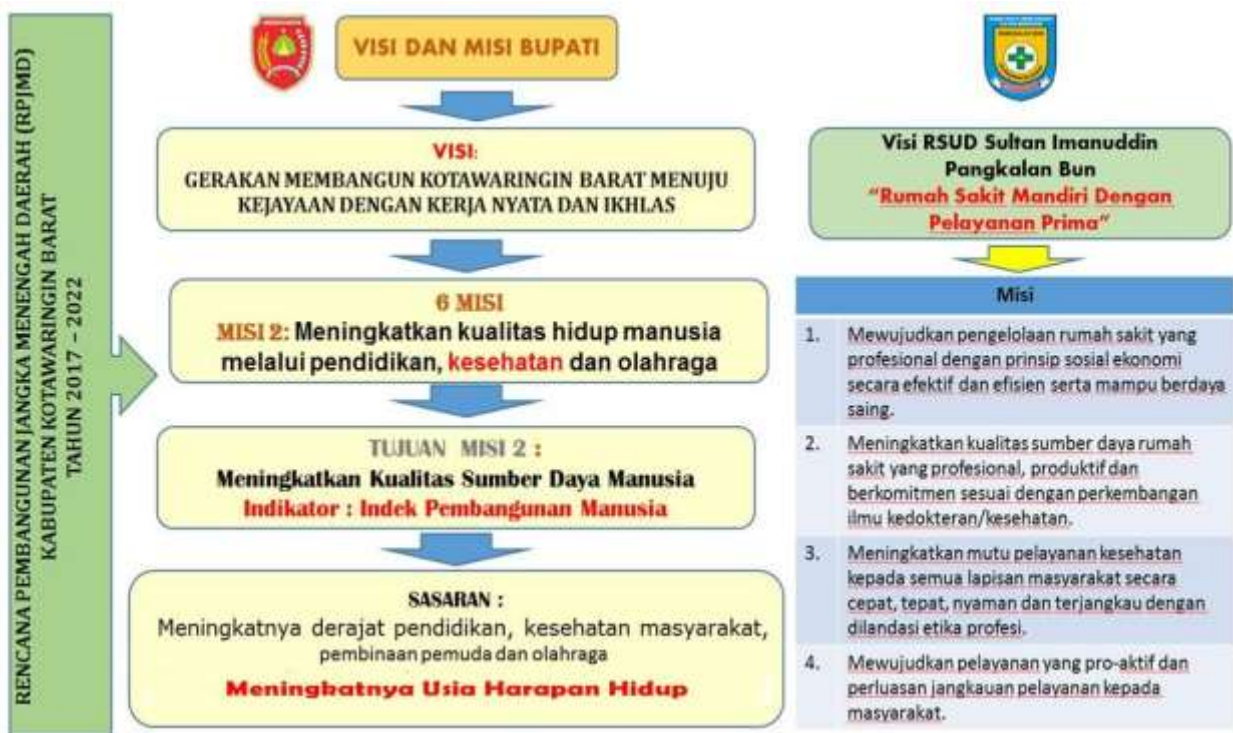 RENCANA PEMBANGUNAN JANGKA MENENGAH DAERAH (RPJMD)
KABUPATEN KOTAWARINGIN BARAT
TAHUN 2017 – 2022
VISI DAN MISI BUPATI
VISI:
GERAKAN MEMBANGUN KOTAWARINGIN BARAT MENUJU
KEJAYAAN DENGAN KERJA NYATA DAN IKHLAS
6 MISI
MISI 2: Meningkatkan kualitas hidup manusia
melalui pendidikan, kesehatan dan olahraga
TUJUAN MISI 2 :
Meningkatkan Kualitas Sumber Daya Manusia
Indikator : Indek Pembangunan Manusia
SASARAN :
Meningkatnya derajat pendidikan, kesehatan masyarakat,
pembinaan pemuda dan olahraga
Meningkatnya Usia Harapan Hidup
Visi RSUD Sultan Imanuddin
Pangkalan Bun
“Rumah Sakit Mandiri Dengan
Pelayanan Prima”
Misi
1. Mewujudkan pengelolaan rumah sakit yang
profesional dengan prinsip sosial ekonomi
secara efektif dan efisien serta mampu berdaya
saing.
2. Meningkatkan kualitas sumber daya rumah
sakit yang profesional, produktif dan
berkomitmen sesuai dengan perkembangan
ilmu kedokteran/kesehatan.
3. Meningkatkan mutu pelayanan kesehatan
kepada semua lapisan masyarakat secara
cepat, tepat, nyaman dan terjangkau dengan
dilandasi etika profesi.
4. Mewujudkan pelayanan yang pro-aktif dan
perluasan jangkauan pelayanan kepada
masyarakat.